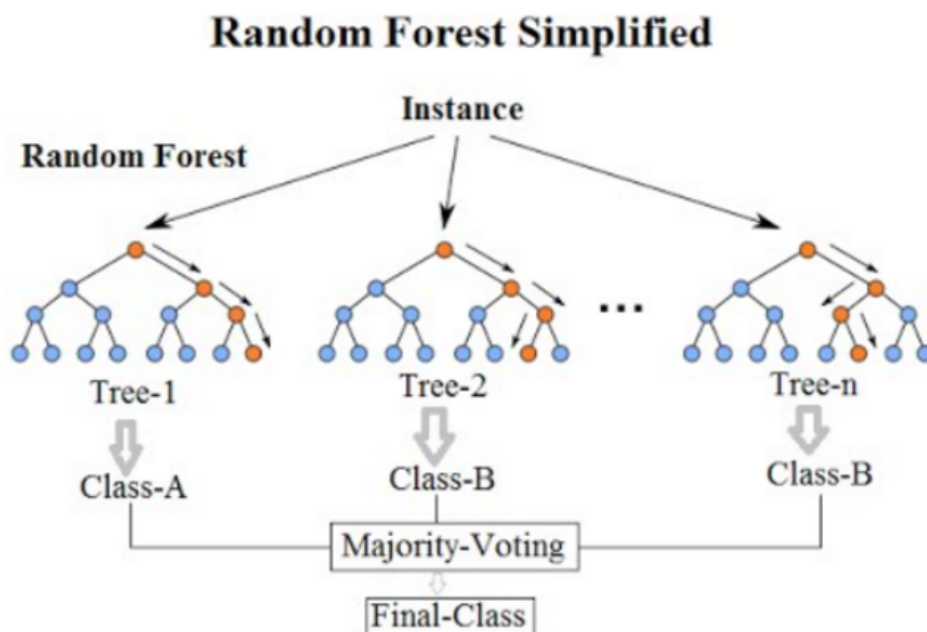 Random Forest Simplified
Instance
Random Forest
...
Tree-1
Tree-2
Tree-n
Class-A
Class-B
Class-B
Majority-Voting
Final-Class